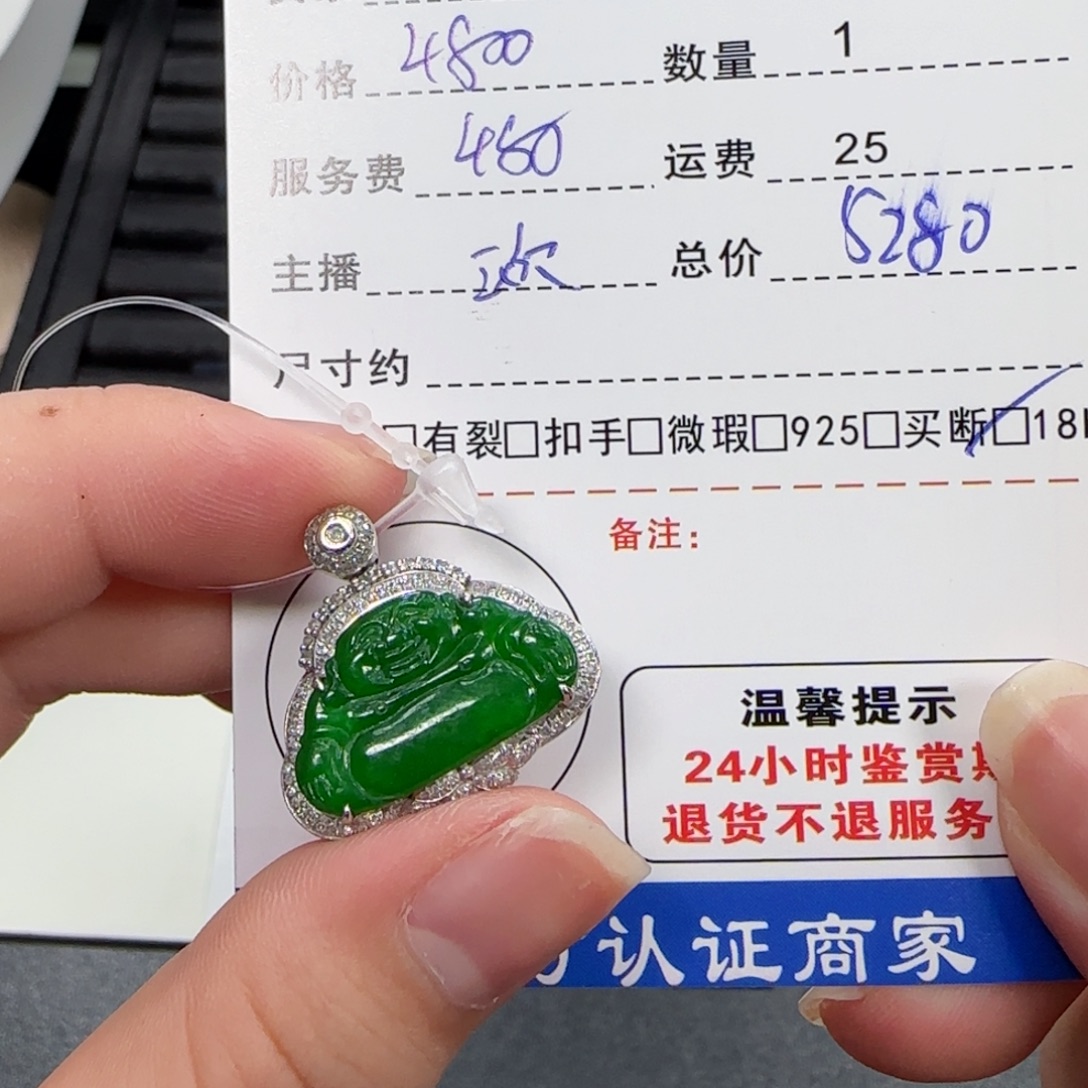 价格 4800 数量 1
服务费 480 运费 25
主播 欧 总价 5280
尺寸约
□有裂□扣手□微瑕□925□买断□18
备注：
温馨提示
24小时鉴赏期
退货不退服务
认证商家